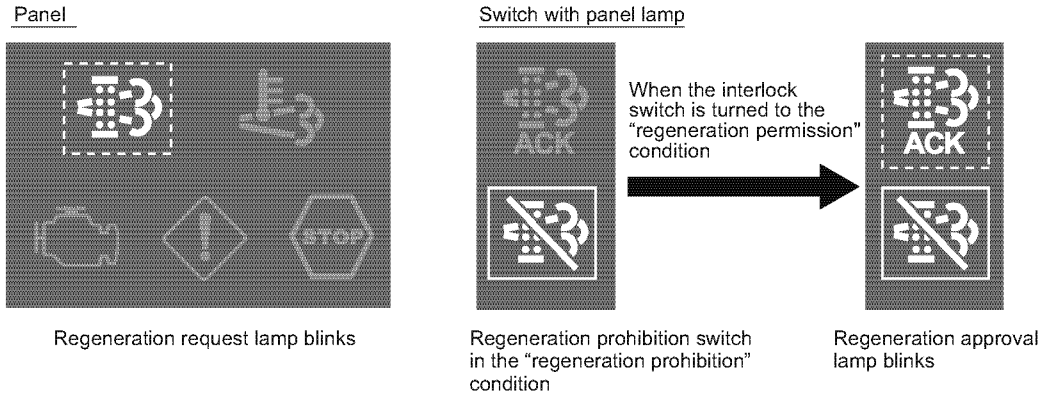 Panel
STOP
Regeneration request lamp blinks
Switch with panel lamp
ACK
When the interlock
switch is turned to the
“regeneration permission”
condition
ACK
Regeneration prohibition switch
in the “regeneration prohibition”
condition
Regeneration approval
lamp blinks